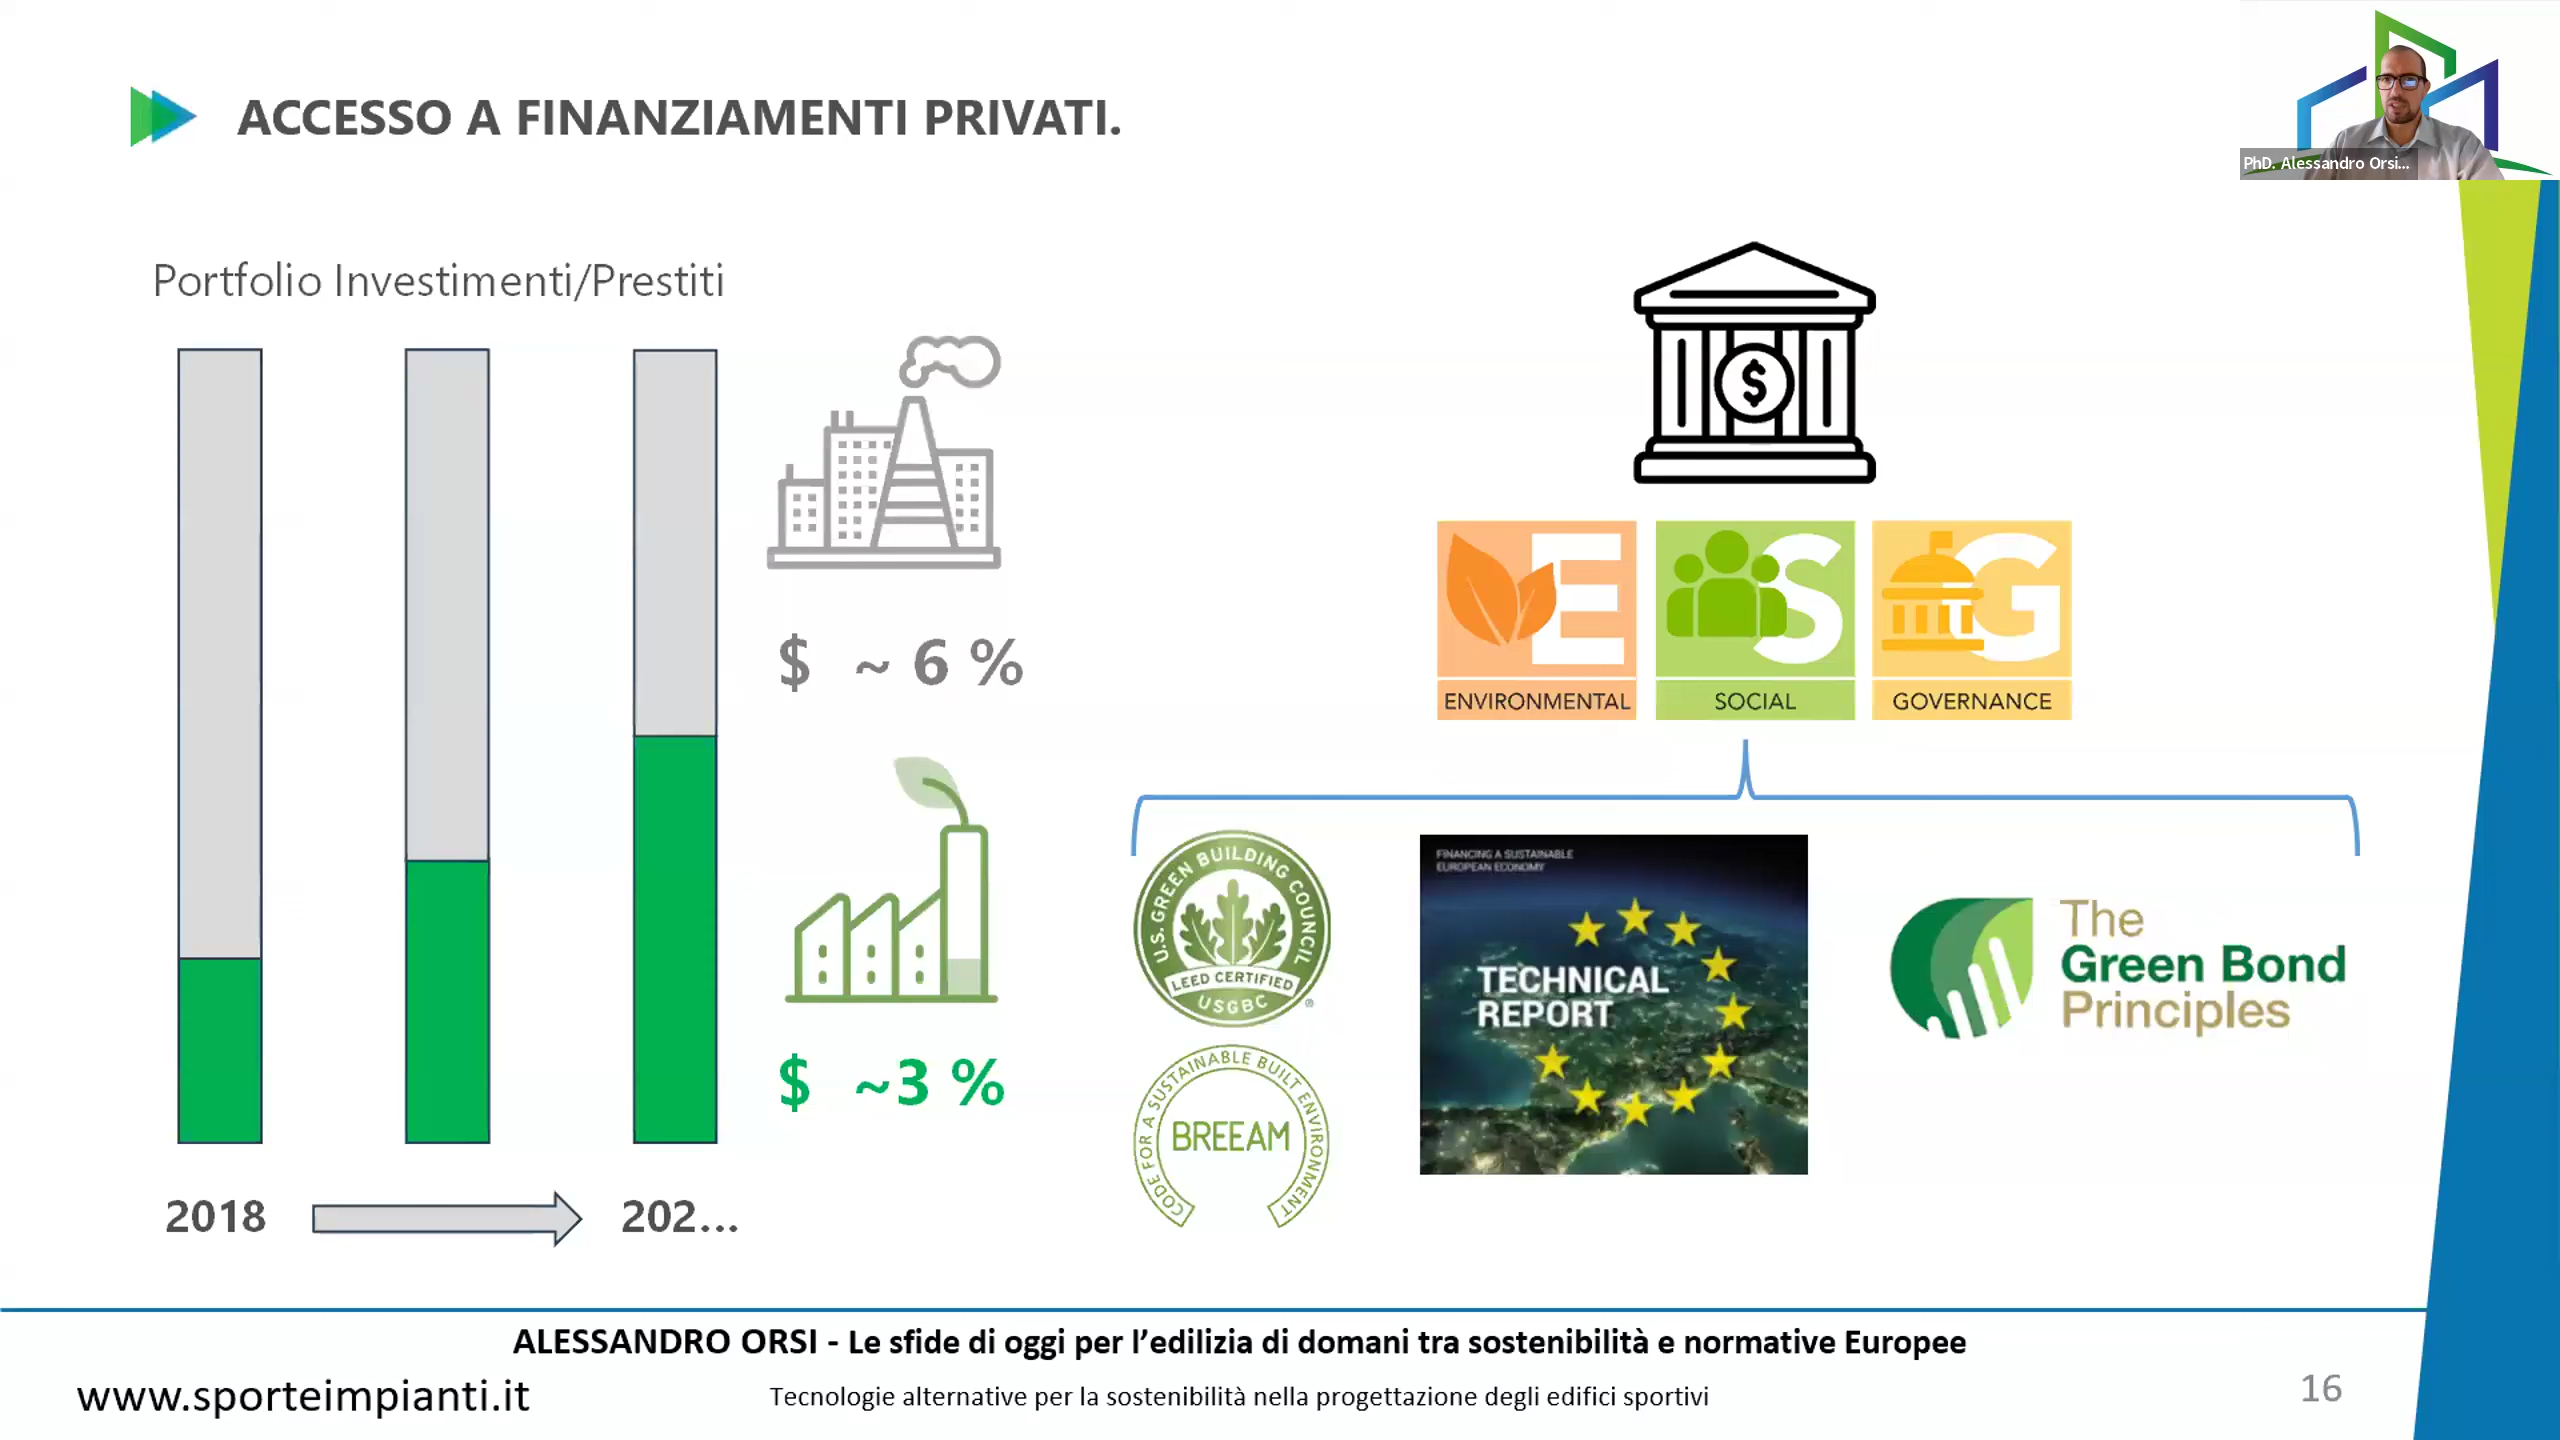 ACCESSO A FINANZIAMENTI PRIVATI.
PhD. Alessandro Orsi...
Portfolio Investimenti/Prestiti
$ ~ 6 %
$ ~3 %
2018
202...
$
E
S
G
ENVIRONMENTAL
SOCIAL
GOVERNANCE
U.S. GREEN BUILDING COUNCIL
LEED CERTIFIED
USGBC
®
CODE FOR A SUSTAINABLE BUILT ENVIRONMENT
BREEAM
FINANCING A SUSTAINABLE
EUROPEAN ECONOMY
TECHNICAL
REPORT
The
Green Bond
Principles
ALESSANDRO ORSI - Le sfide di oggi per l’edilizia di domani tra sostenibilità e normative Europee
www.sporteimpianti.it
Tecnologie alternative per la sostenibilità nella progettazione degli edifici sportivi
16